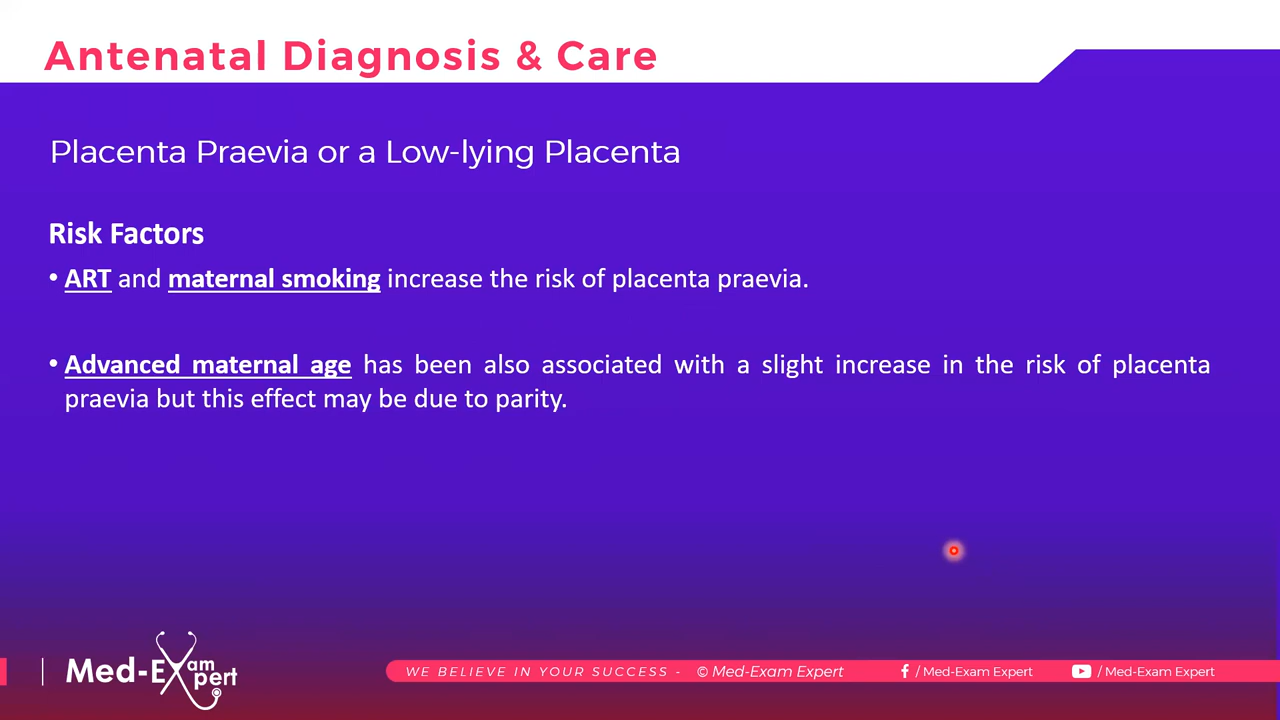 Antenatal Diagnosis & Care
Placenta Praevia or a Low-lying Placenta
Risk Factors
• ART and maternal smoking increase the risk of placenta praevia.
• Advanced maternal age has been also associated with a slight increase in the risk of placenta
praevia but this effect may be due to parity.
Med-Exam Expert
WE BELIEVE IN YOUR SUCCESS - © Med-Exam Expert / Med-Exam Expert / Med-Exam Expert